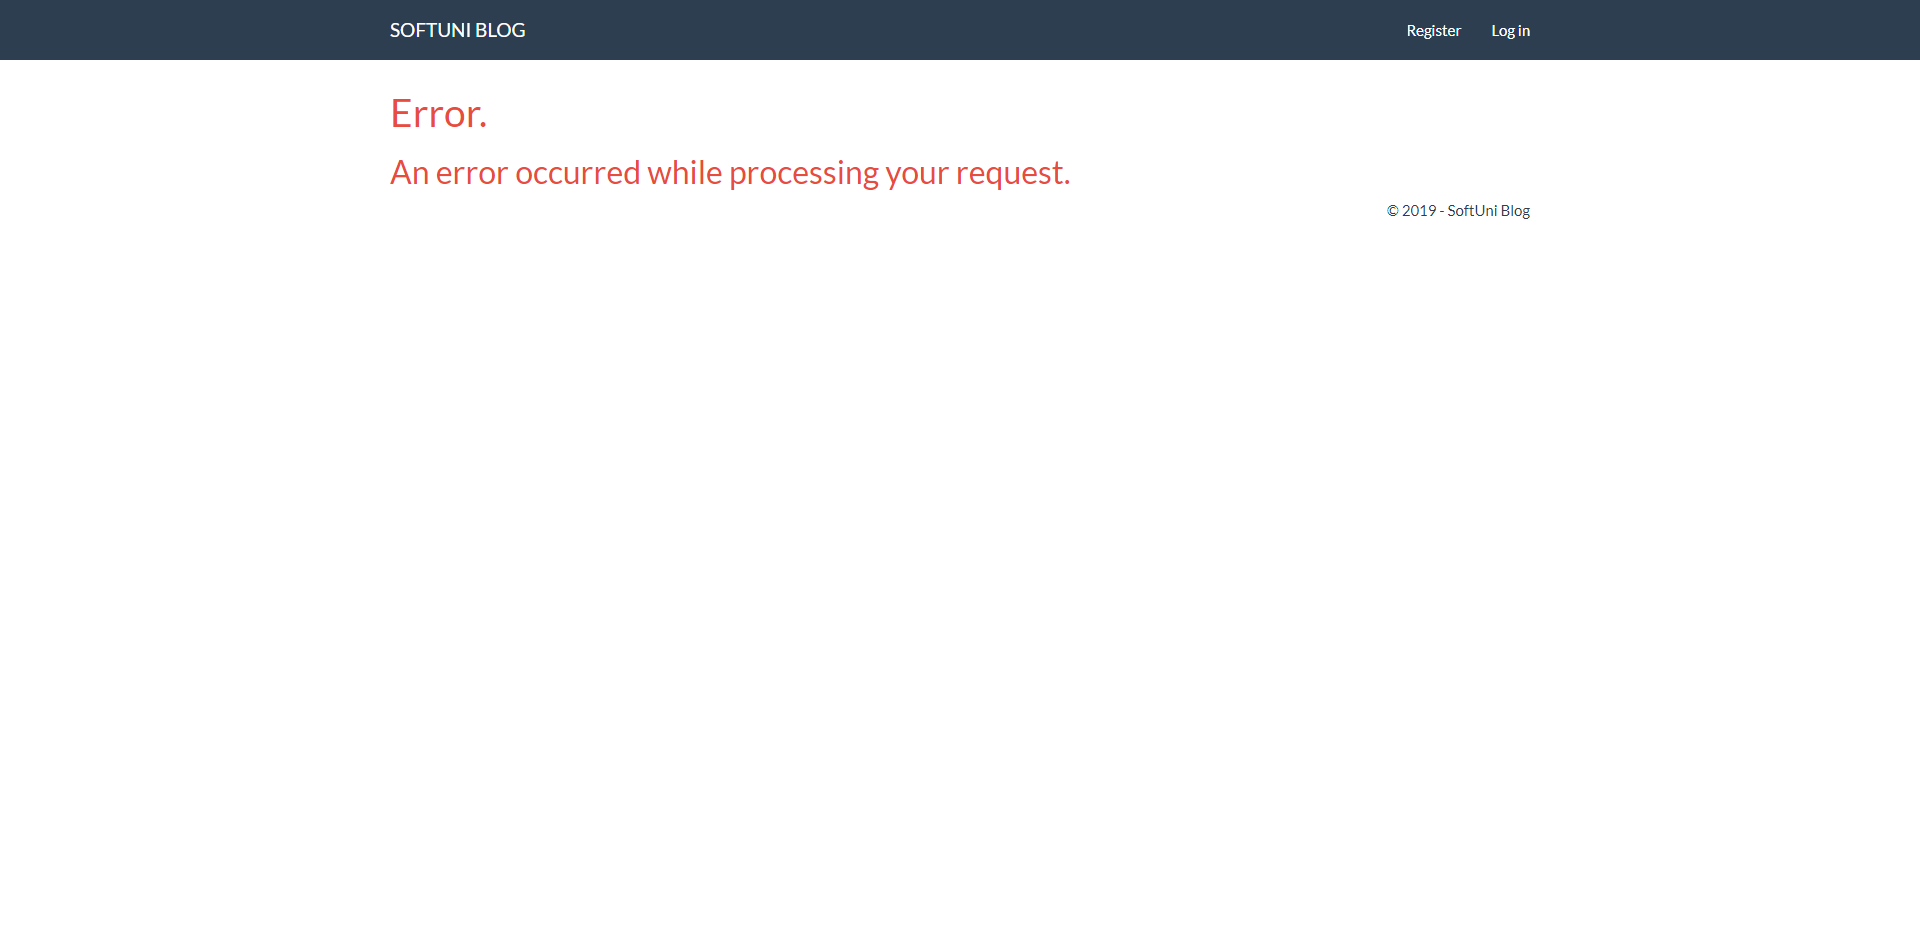 SOFTUNI BLOG
Register
Log in
Error.
An error occurred while processing your request.
© 2019 - SoftUni Blog